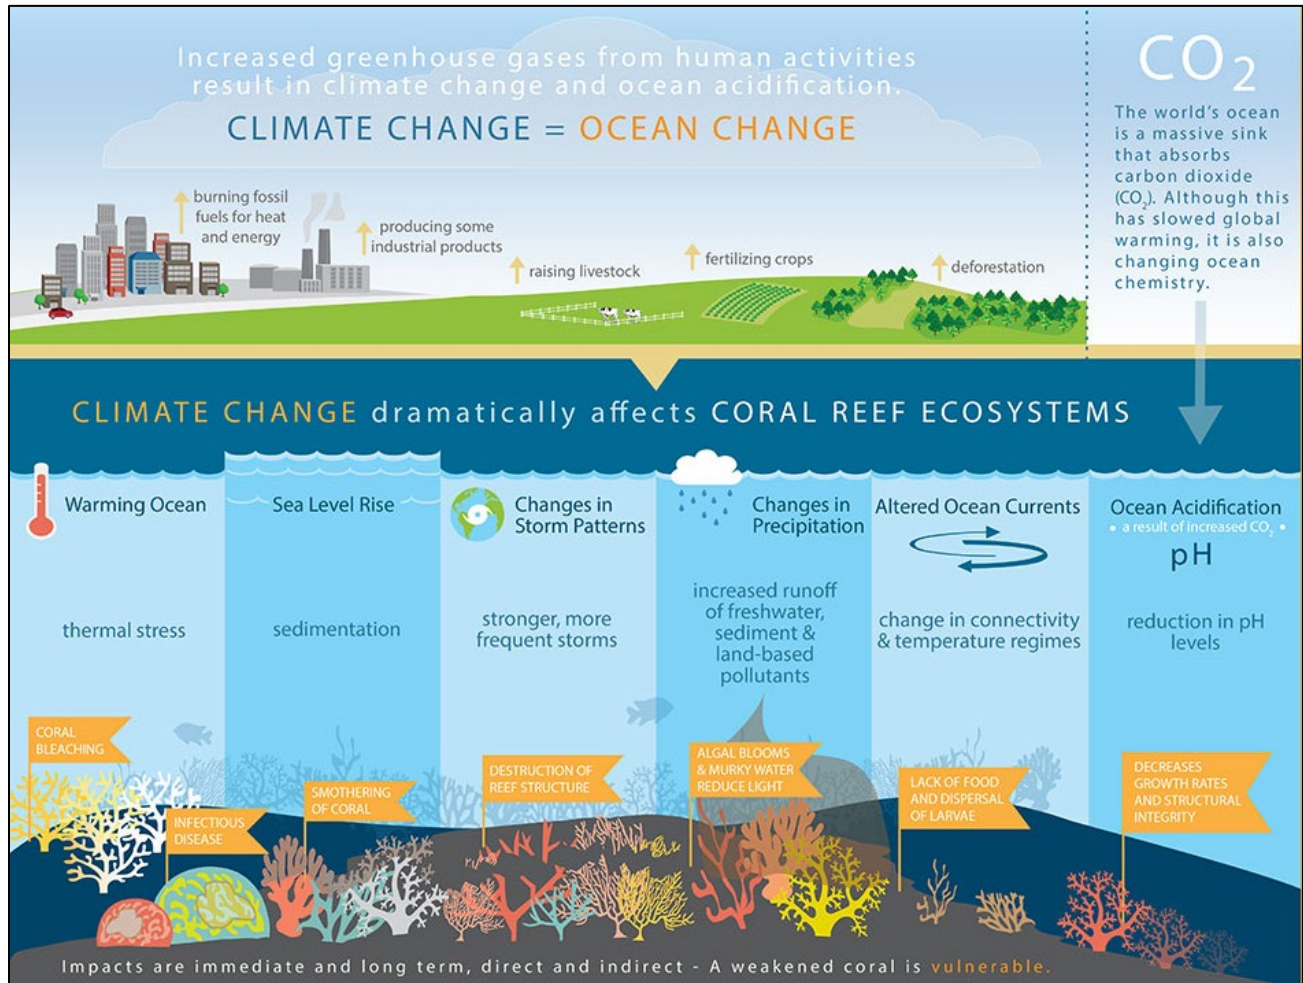 Increased greenhouse gases from human activities
result in climate change and ocean acidification.
CLIMATE CHANGE = OCEAN CHANGE
burning fossil
fuels for heat
and energy
producing some
industrial products
raising livestock
fertilizing crops
deforestation
CO₂
The world's ocean
is a massive sink
that absorbs
carbon dioxide
(CO₂). Although this
has slowed global
warming, it is also
changing ocean
chemistry.
CLIMATE CHANGE dramatically affects CORAL REEF ECOSYSTEMS
Warming Ocean
thermal stress
CORAL
BLEACHING
INFECTIOUS
DISEASE
Sea Level Rise
sedimentation
SMOTHERING
OF CORAL
Changes in
Storm Patterns
stronger, more
frequent storms
DESTRUCTION OF
REEF STRUCTURE
Changes in
Precipitation
increased runoff
of freshwater,
sediment &
land-based
pollutants
ALGAL BLOOMS
& MURKY WATER
REDUCE LIGHT
Altered Ocean Currents
change in connectivity
& temperature regimes
LACK OF FOOD
AND DISPERSAL
OF LARVAE
Ocean Acidification
• a result of increased CO₂ •
pH
reduction in pH
levels
DECREASES
GROWTH RATES
AND STRUCTURAL
INTEGRITY
Impacts are immediate and long term, direct and indirect - A weakened coral is vulnerable.